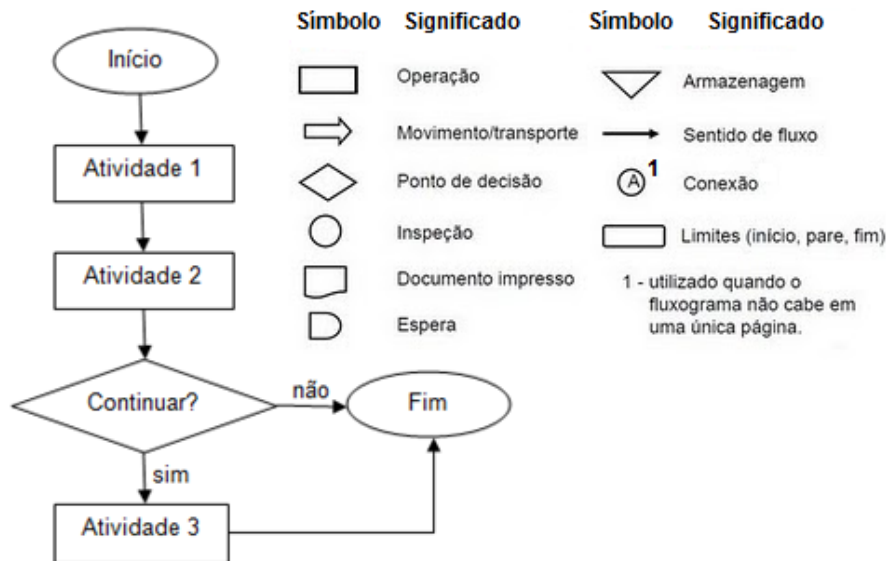 Início
Atividade 1
Atividade 2
Continuar?
não
Fim
sim
Atividade 3
Símbolo Significado
Operação
Movimento/transporte
Ponto de decisão
Inspeção
Documento impresso
Espera
Símbolo Significado
Armazenagem
Sentido de fluxo
A 1 Conexão
Limites (início, pare, fim)
1 - utilizado quando o
fluxograma não cabe em
uma única página.